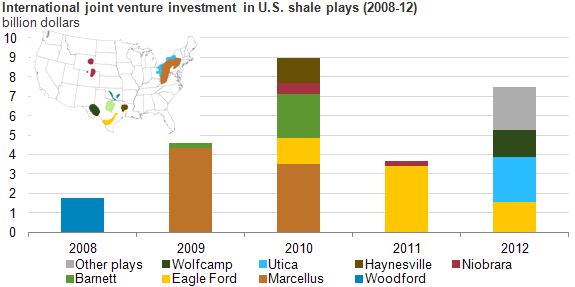 International joint venture investment in U.S. shale plays (2008-12)
billion dollars
10
9
8
7
6
5
4
3
2
1
0
2008 2009 2010 2011 2012
Other plays Wolfcamp Utica Haynesville Niobrara
Barnett Eagle Ford Marcellus Woodford